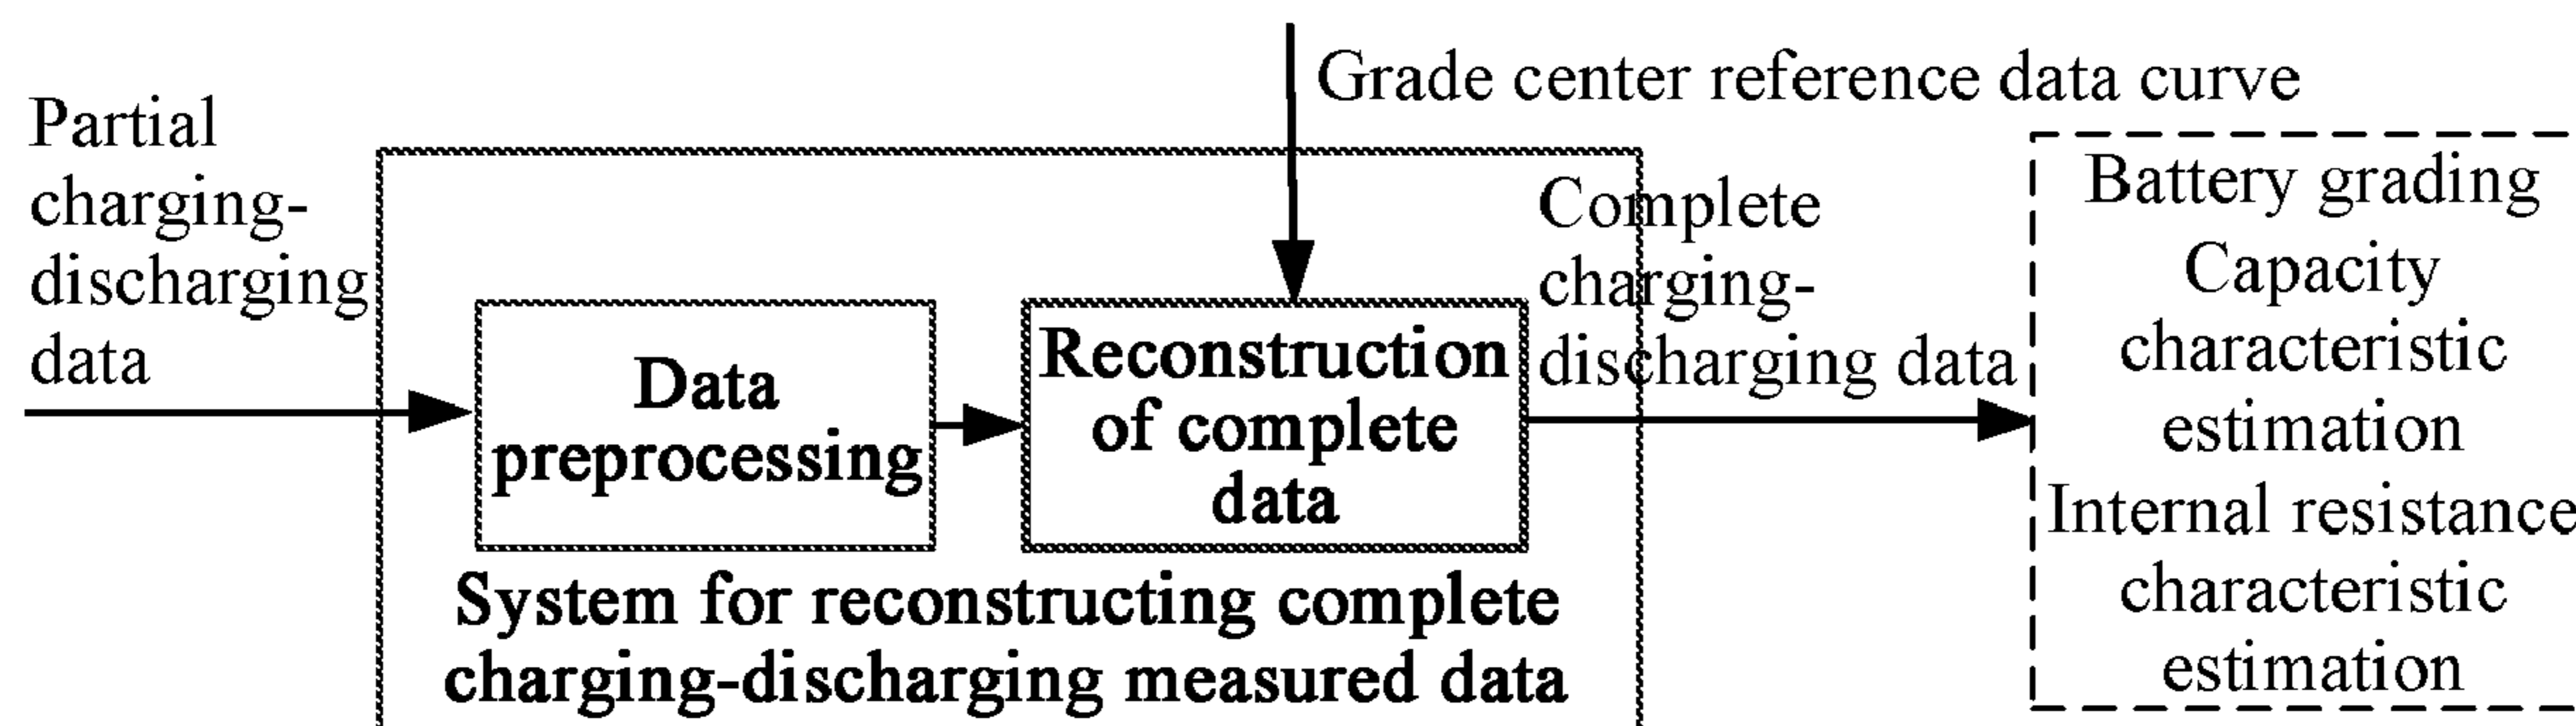 Grade center reference data curve
Partial
charging-
discharging
data
Data
preprocessing
Reconstruction
of complete
data
System for reconstructing complete
charging-discharging measured data
Complete
charging-
discharging data
Battery grading
Capacity
characteristic
estimation
Internal resistance
characteristic
estimation